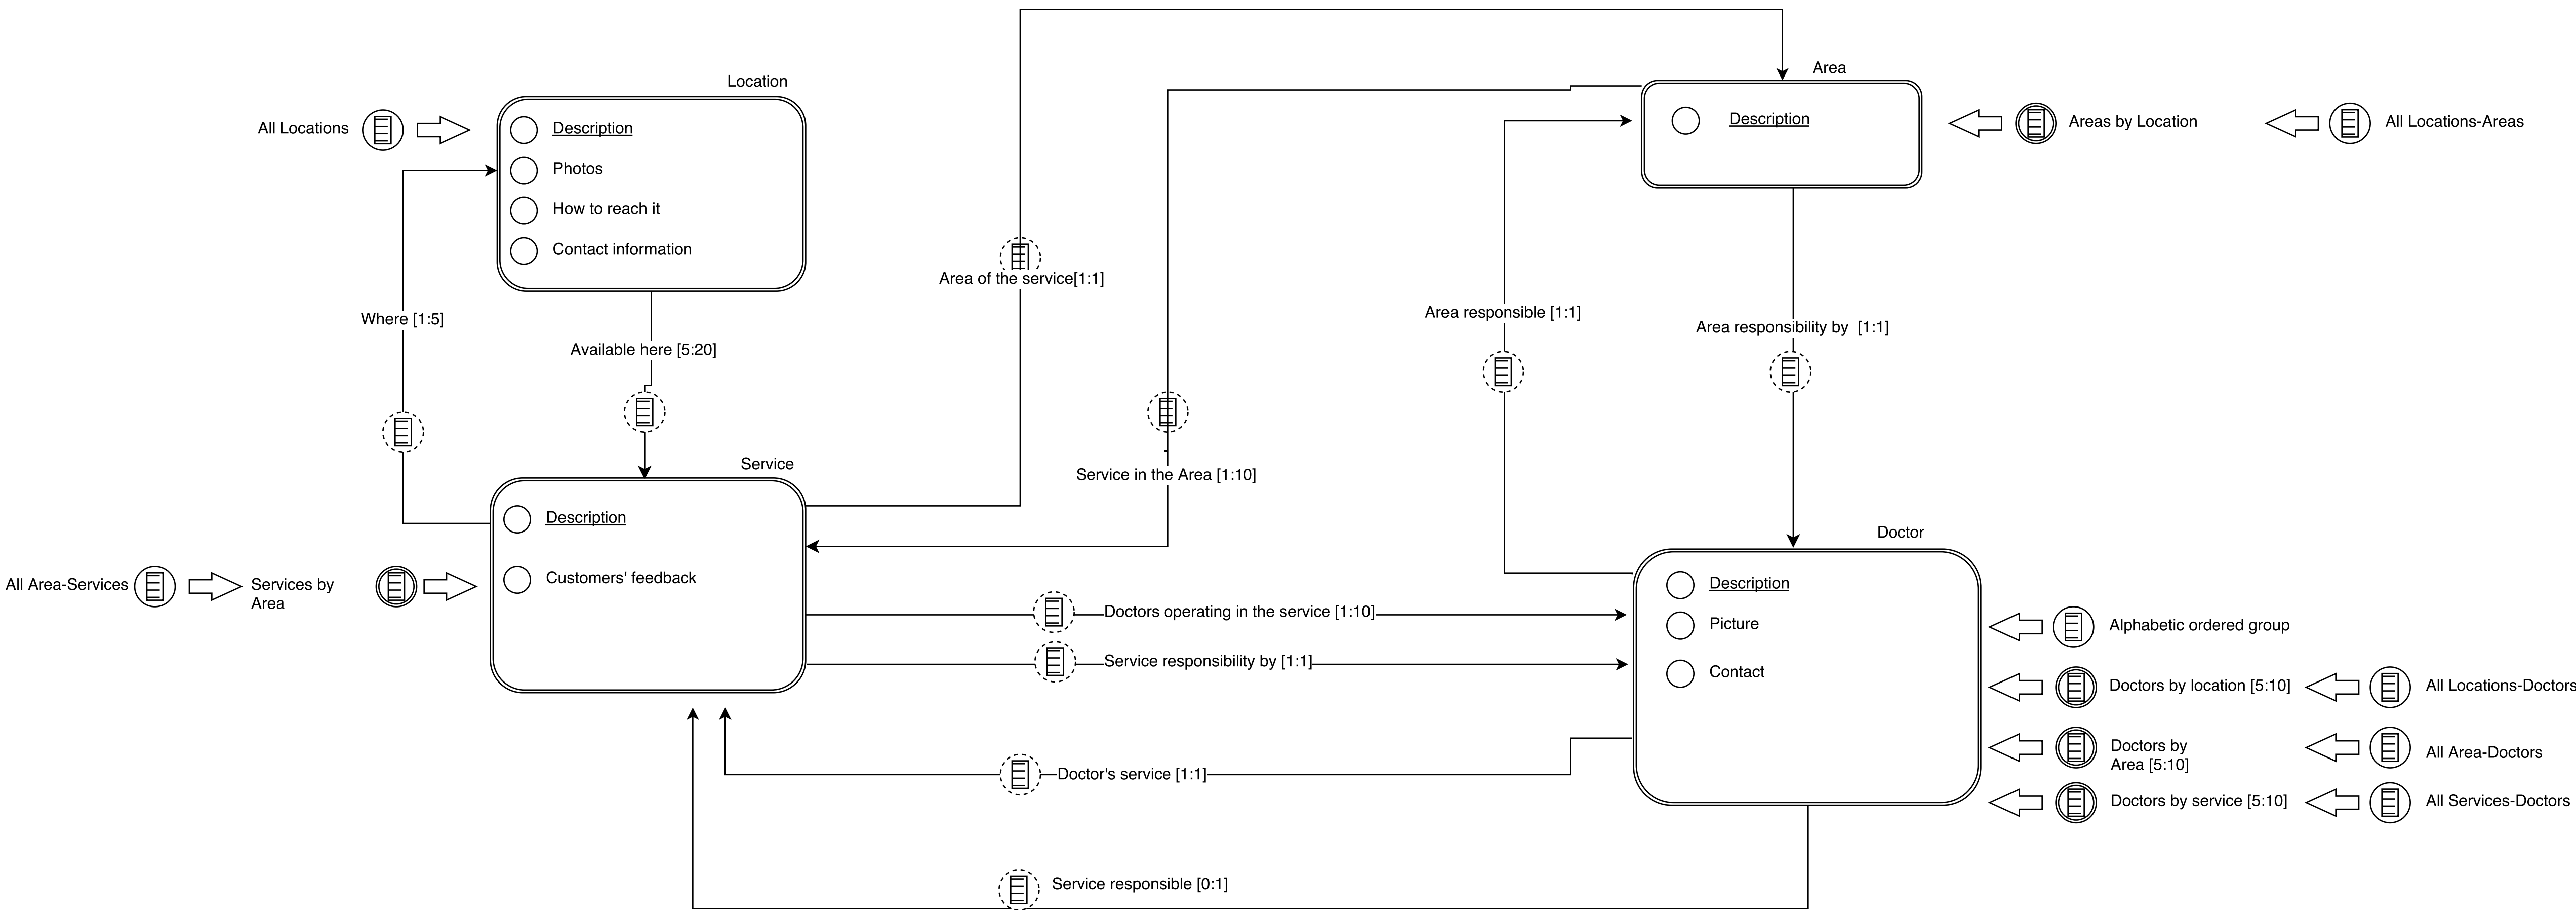 Location
Area
All Locations
Description
Photos
How to reach it
Contact information
Description
Areas by Location
All Locations-Areas
Area of the service[1:1]
Where [1:5]
Available here [5:20]
Area responsible [1:1]
Area responsibility by  [1:1]
Service
Service in the Area [1:10]
Doctor
Description
Customers' feedback
All Area-Services
Services by
Area
Doctors operating in the service [1:10]
Service responsibility by [1:1]
Description
Picture
Contact
Alphabetic ordered group
Doctors by location [5:10]
All Locations-Doctors
Doctors by
Area [5:10]
All Area-Doctors
Doctors by service [5:10]
All Services-Doctors
Doctor's service [1:1]
Service responsible [0:1]